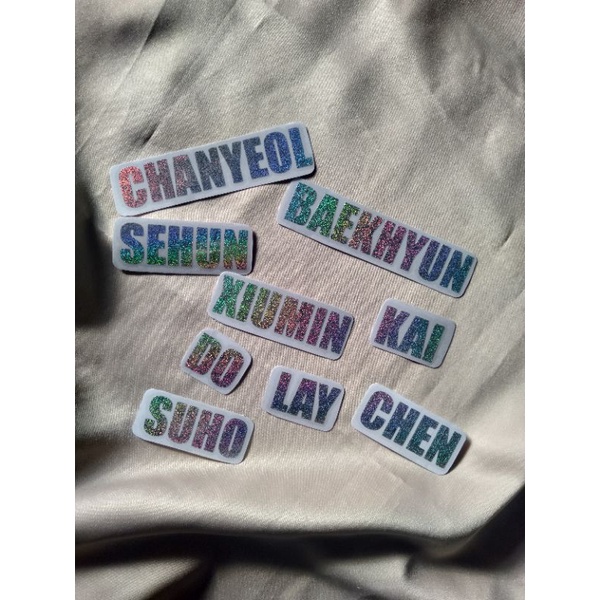 CHANYEOL
BAEKHYUN
SEHUN
XIUMIN
KAI
DO
LAY
SUHO
CHEN